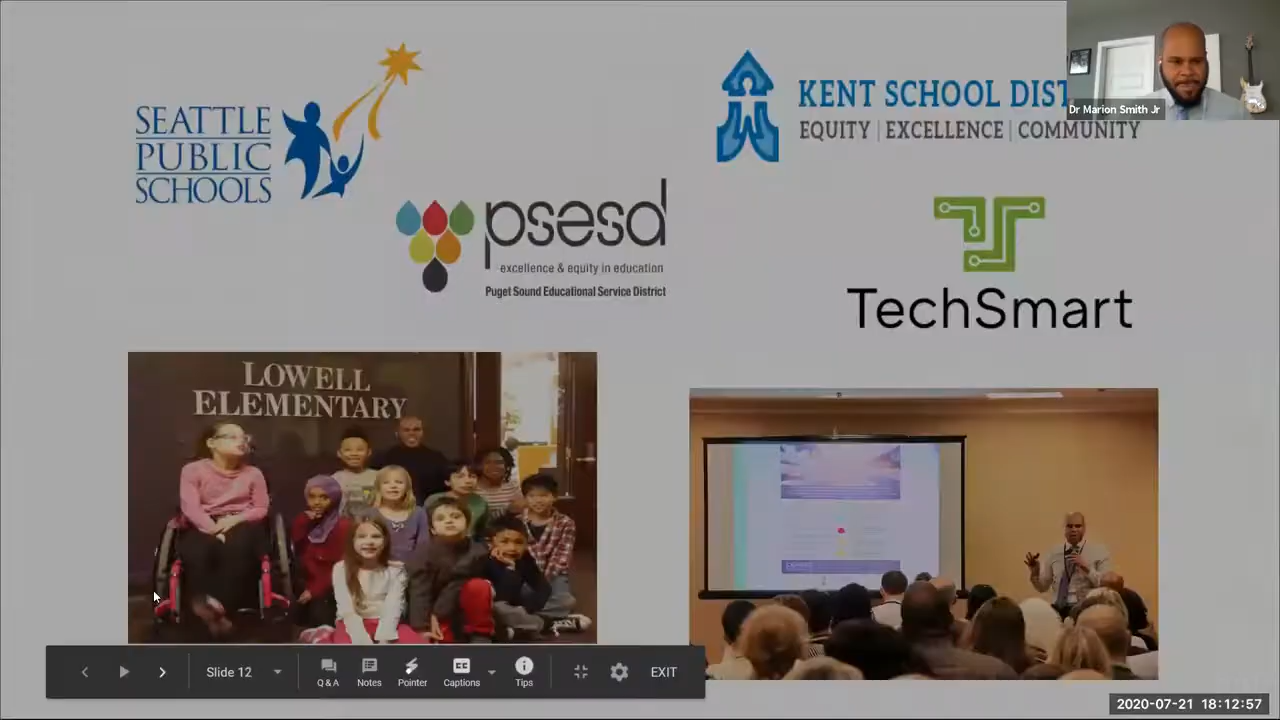 SEATTLE
PUBLIC
SCHOOLS
KENT SCHOOL DIST
EQUITY | EXCELLENCE | COMMUNITY
Dr Marion Smith Jr
psesd
excellence & equity in education
Puget Sound Educational Service District
TechSmart
LOWELL
ELEMENTARY
Slide 12
Q & A
Notes
Pointer
Captions
Tips
EXIT
2020-07-21 18:12:57